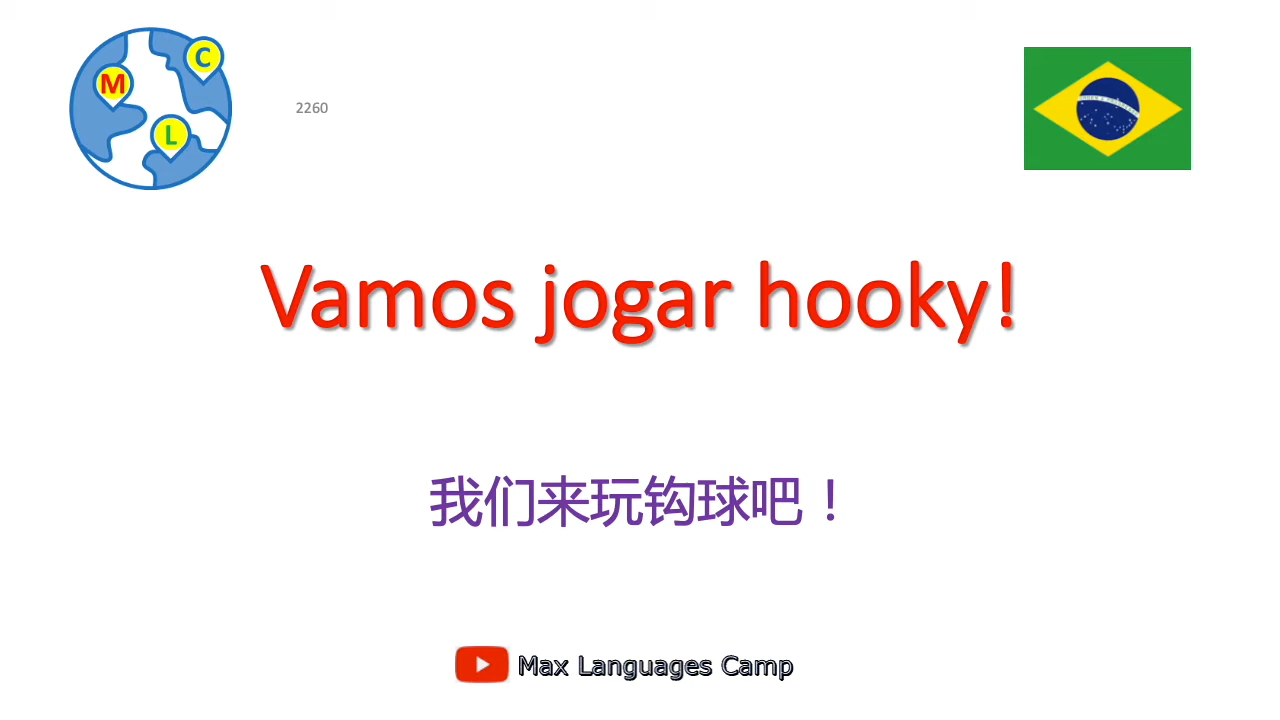 C
M
L
2260
Vamos jogar hooky!
我们来玩钩球吧！
Max Languages Camp